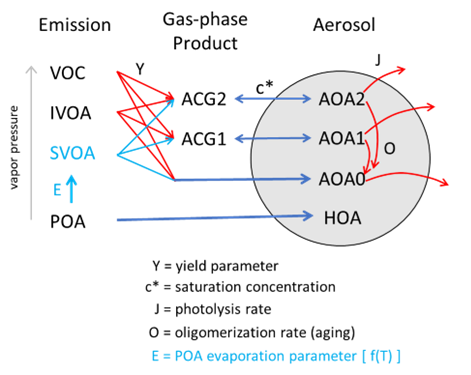 Emission
Gas-phase
Product
Aerosol
vapor pressure
VOC
IVOA
SVOA
E
POA
Y
ACG2
ACG1
c*
J
AOA2
AOA1
O
AOA0
HOA
Y = yield parameter
c* = saturation concentration
J = photolysis rate
O = oligomerization rate (aging)
E = POA evaporation parameter [ f(T) ]